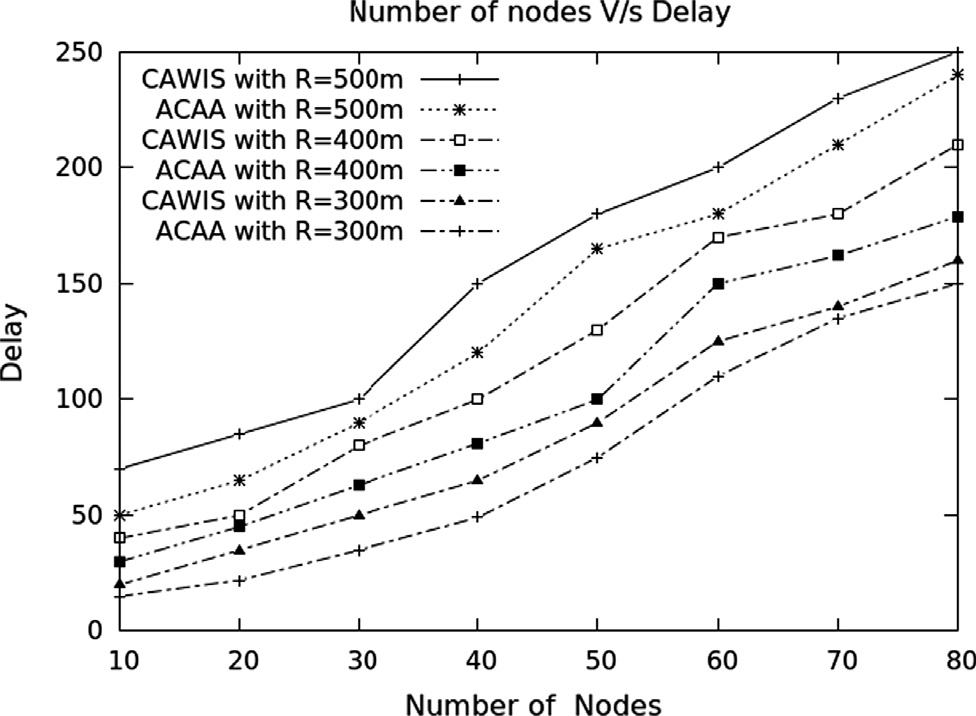 Number of nodes V/s Delay
250
200
150
100
50
0
Delay
CAWIS with R=500m
ACAA with R=500m
CAWIS with R=400m
ACAA with R=400m
CAWIS with R=300m
ACAA with R=300m
10 20 30 40 50 60 70 80
Number of Nodes